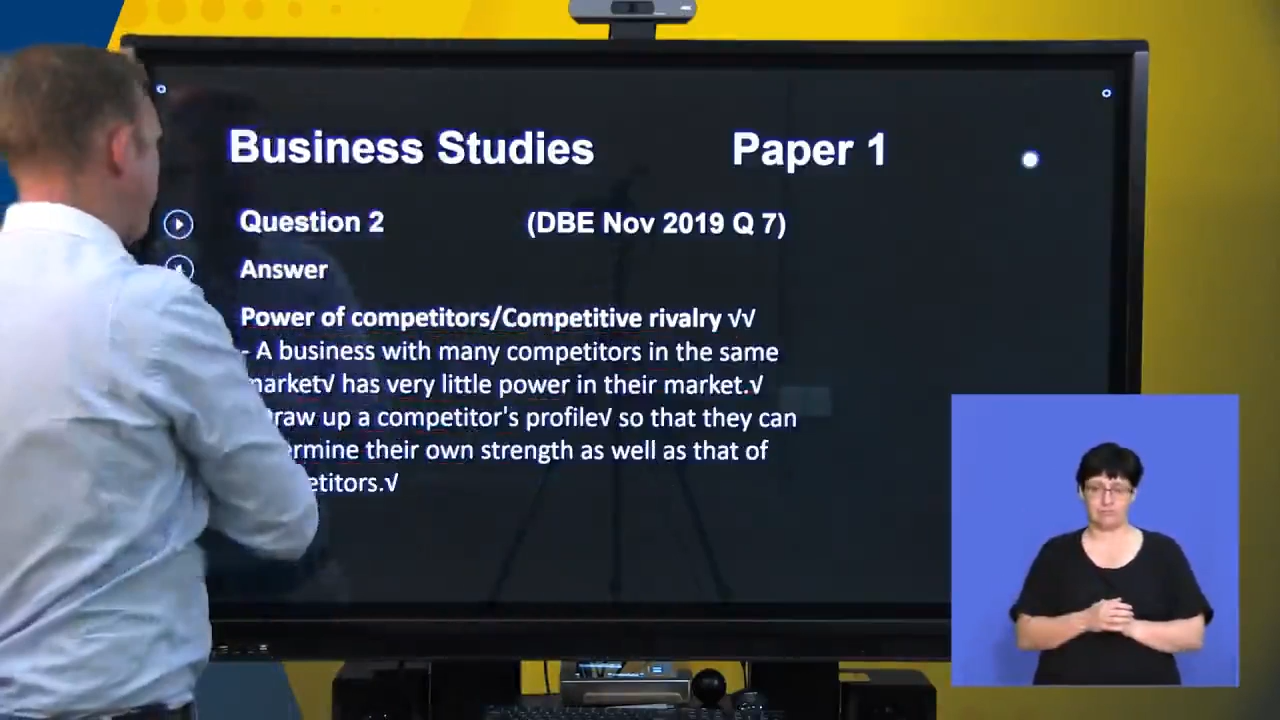 Business Studies Paper 1
Question 2 (DBE Nov 2019 Q 7)
Answer
Power of competitors/Competitive rivalry √√
- A business with many competitors in the same
market√ has very little power in their market.√
raw up a competitor's profile√ so that they can
ermine their own strength as well as that of
etitors.√